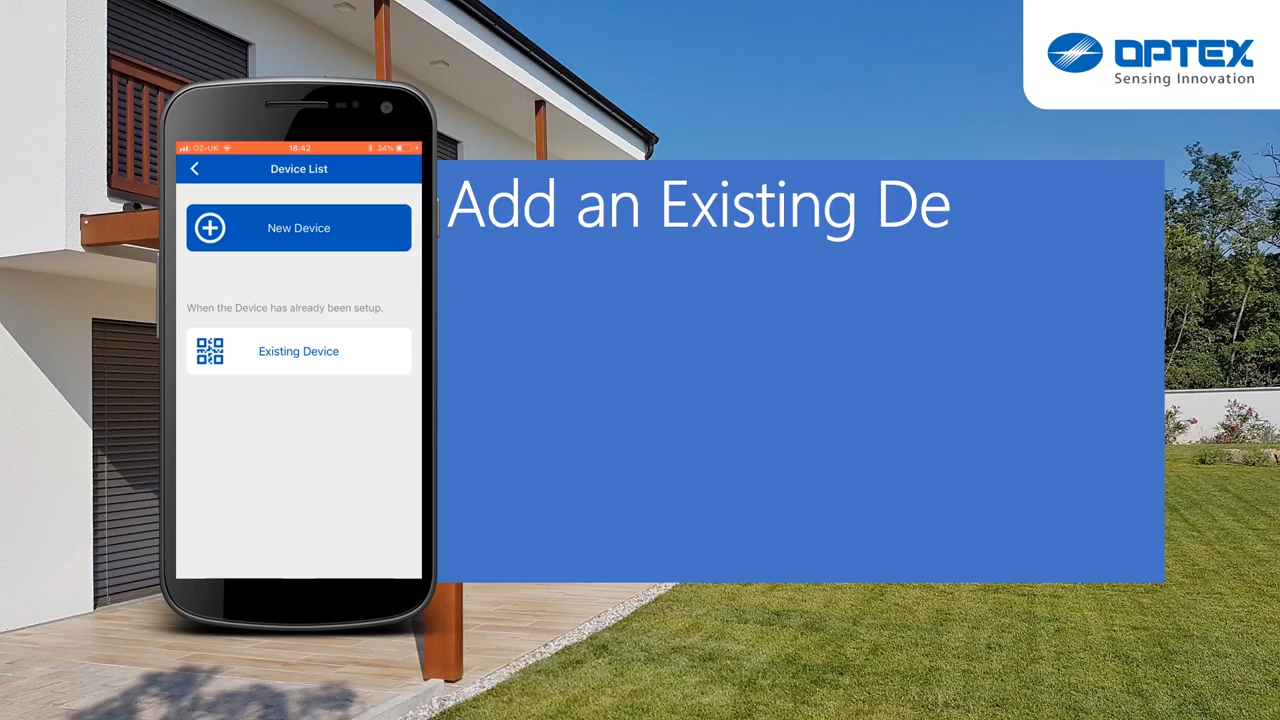 OPTEX
Sensing Innovation
O2-UK 18:42 34%
Device List
New Device
When the Device has already been setup.
Existing Device
Add an Existing De